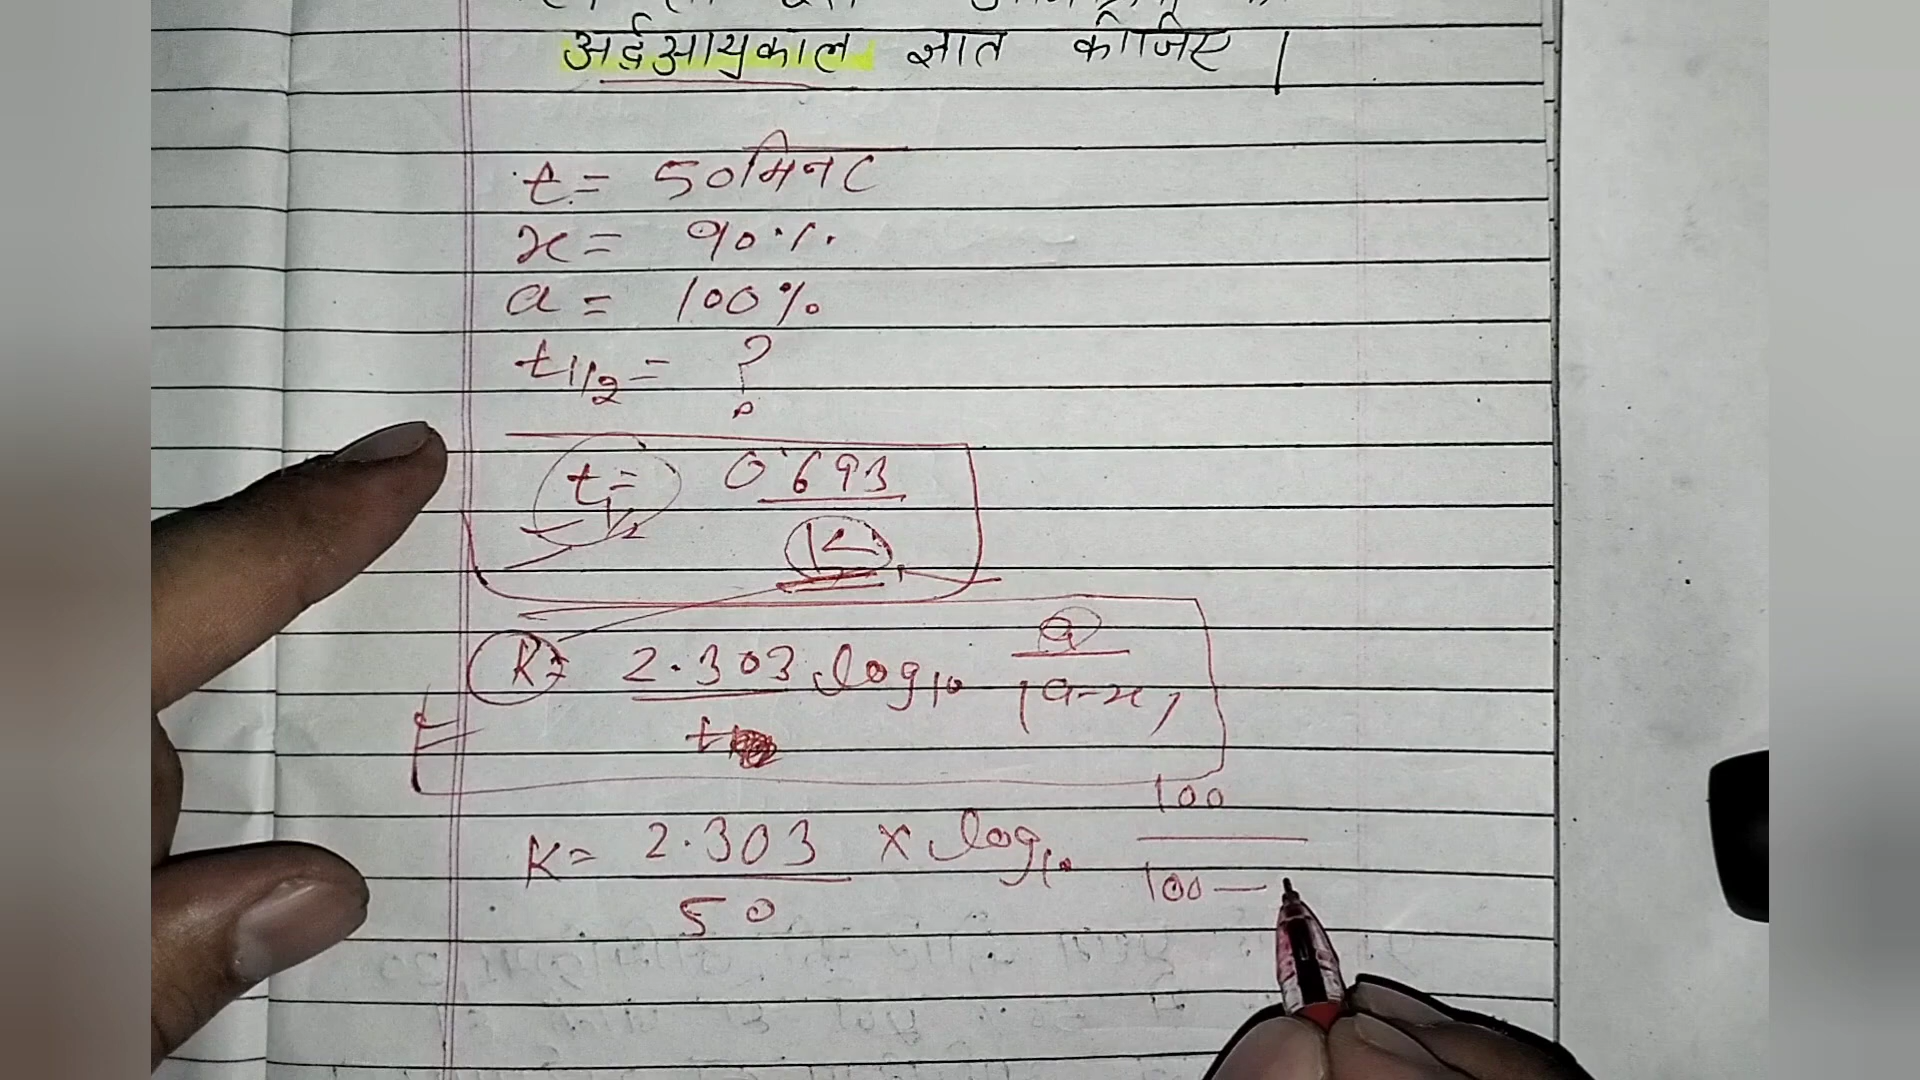 अर्द्धआयुकाल ज्ञात कीजिए |
t = 50 मिनट
x = 90%
a = 100%
t1/2 = ?
t1/2 = 0.693
K
K = 2.303 log10 a
t (a-x)
K = 2.303 × log10 100
50 100 —